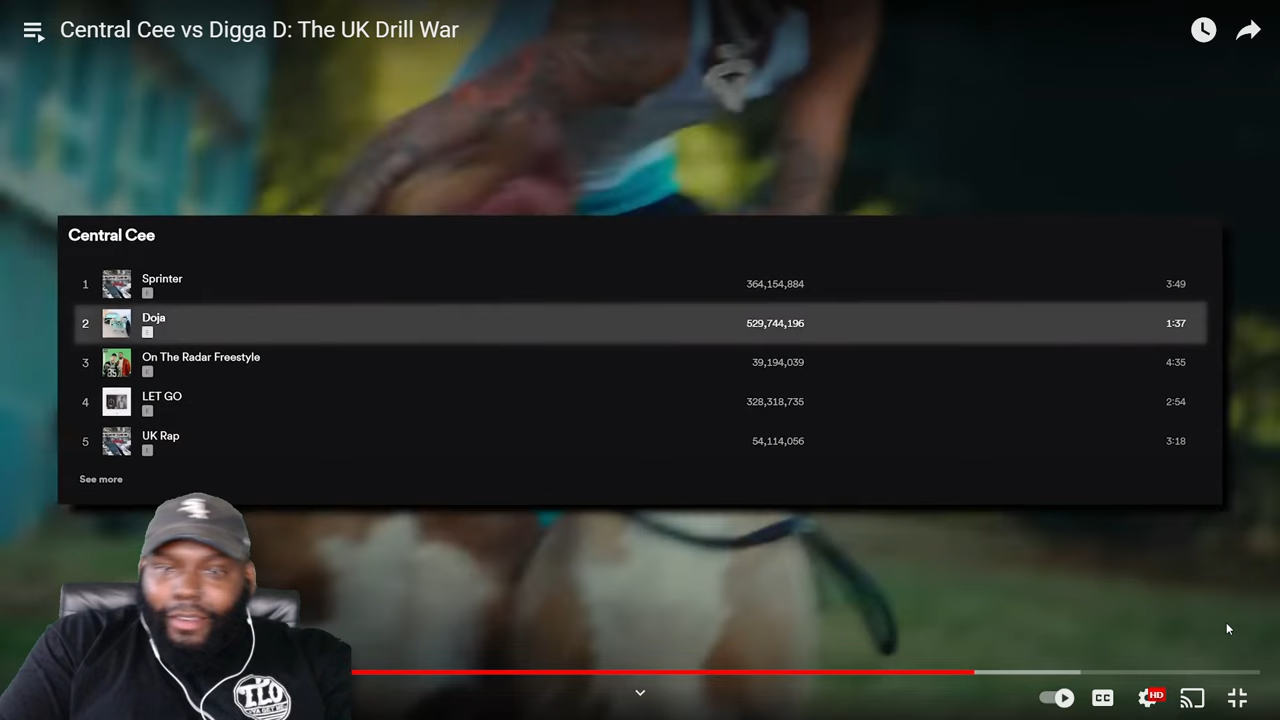 Central Cee vs Digga D: The UK Drill War
Central Cee
1 Sprinter 364,154,884 3:49
E
2 Doja 529,744,196 1:37
E
3 On The Radar Freestyle 39,194,039 4:35
E
4 LET GO 328,318,735 2:54
E
5 UK Rap 54,114,056 3:18
E
See more
TLO
CC HD